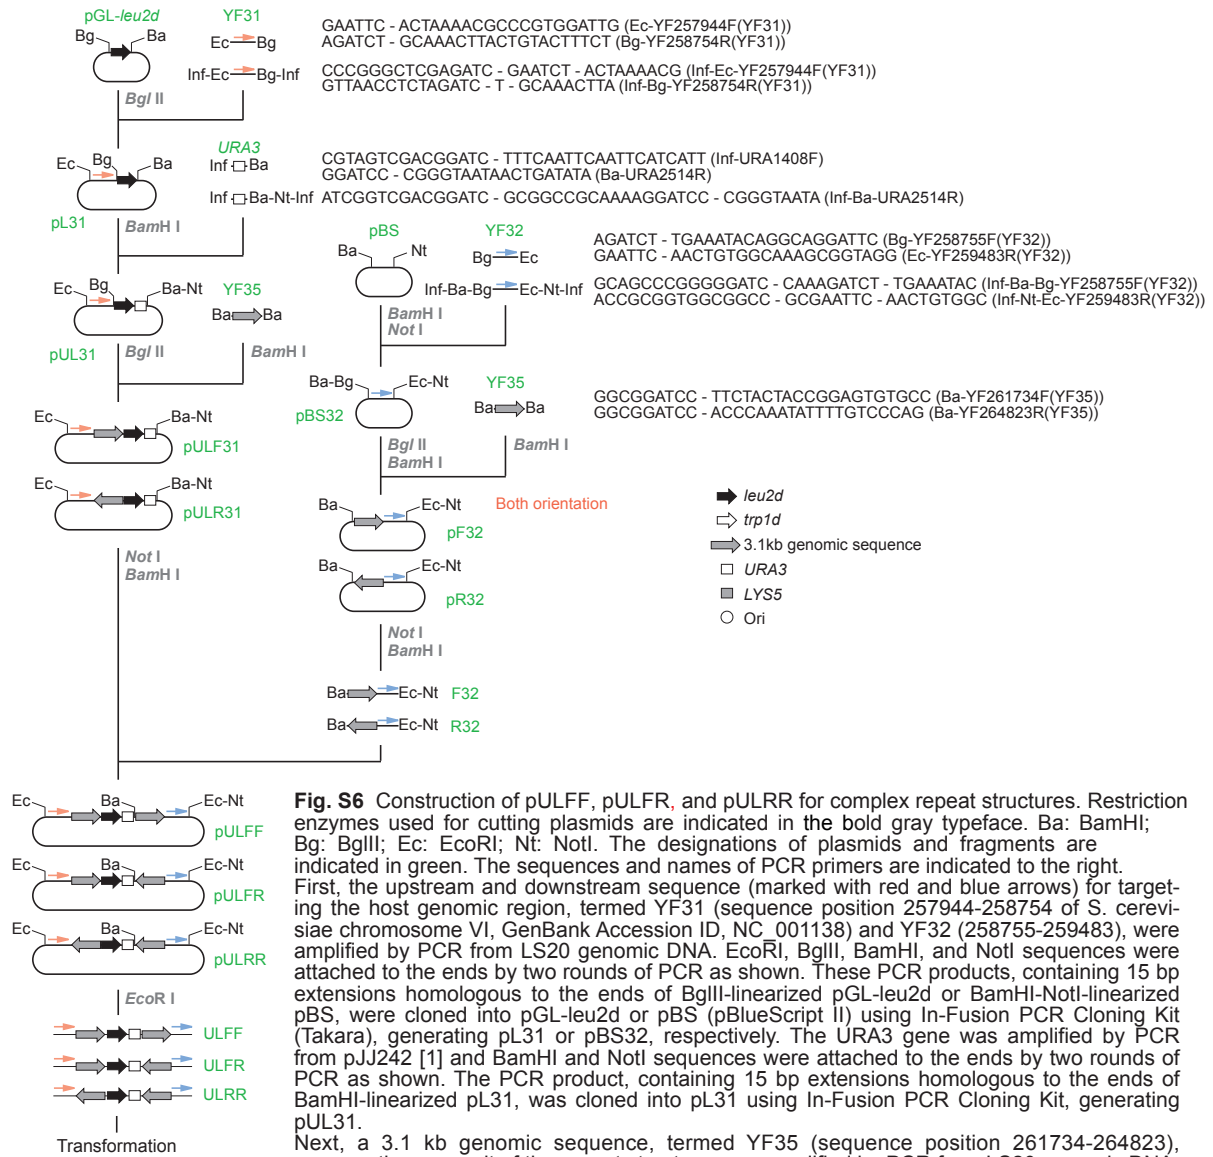 pGL-leu2d
YF31
Bg
Ba
Ec
Bg
GAATTC - ACTAAAACGCCCGTGGATTG (Ec-YF257944F(YF31))
AGATCT - GCAAACTTACTGTACTTTCT (Bg-YF258754R(YF31))
Inf-Ec
Bg-Inf
CCCGGGCTCGAGATC - GAATCT - ACTAAAACG (Inf-Ec-YF257944F(YF31))
GTTAACCTCTAGATC - T - GCAAACTTA (Inf-Bg-YF258754R(YF31))
Bgl II
URA3
Ec
Bg
Ba
Inf
Ba
CGTAGTCGACGGATC - TTTCAATTCAATTCATCATT (Inf-URA1408F)
GGATCC - CGGGTAATAACTGATATA (Ba-URA2514R)
Inf
Ba-Nt-Inf
ATCGGTCGACGGATC - GCGGCCGCAAAAGGATCC - CGGGTAATA (Inf-Ba-URA2514R)
pL31
BamH I
pBS
YF32
Ba
Nt
Bg
Ec
AGATCT - TGAAATACAGGCAGGATTC (Bg-YF258755F(YF32))
GAATTC - AACTGTGGCAAAGCGGTAGG (Ec-YF259483R(YF32))
Inf-Ba-Bg
Ec-Nt-Inf
GCAGCCCGGGGGATC - CAAAGATCT - TGAAATAC (Inf-Ba-Bg-YF258755F(YF32))
ACCGCGGTGGCGGCC - GCGAATTC - AACTGTGGC (Inf-Nt-Ec-YF259483R(YF32))
Ec
Bg
Ba-Nt
YF35
Ba
Ba
BamH I
Not I
pUL31
Bgl II
BamH I
Ba-Bg
Ec-Nt
YF35
pBS32
Ba
Ba
GGCGGATCC - TTCTACTACCGGAGTGTGCC (Ba-YF261734F(YF35))
GGCGGATCC - ACCCAAATATTTTGTCCCAG (Ba-YF264823R(YF35))
Ec
Ba-Nt
pULF31
Bgl II
BamH I
BamH I
Ec
Ba-Nt
pULR31
Ba
Ec-Nt
Both orientation
pF32
leu2d
trp1d
3.1kb genomic sequence
URA3
LYS5
Ori
Not I
BamH I
Ba
Ec-Nt
pR32
Not I
BamH I
Ba
Ec-Nt
F32
Ba
Ec-Nt
R32
Ec
Ba
Ec-Nt
pULFF
Ec
Ba
Ec-Nt
pULFR
Ec
Ba
Ec-Nt
pULRR
EcoR I
ULFF
ULFR
ULRR
Transformation
Fig. S6 Construction of pULFF, pULFR, and pULRR for complex repeat structures. Restriction
enzymes used for cutting plasmids are indicated in the bold gray typeface. Ba: BamHI;
Bg: BglII; Ec: EcoRI; Nt: NotI. The designations of plasmids and fragments are
indicated in green. The sequences and names of PCR primers are indicated to the right.
First, the upstream and downstream sequence (marked with red and blue arrows) for target-
ing the host genomic region, termed YF31 (sequence position 257944-258754 of S. cerevi-
siae chromosome VI, GenBank Accession ID, NC_001138) and YF32 (258755-259483), were
amplified by PCR from LS20 genomic DNA. EcoRI, BglII, BamHI, and NotI sequences were
attached to the ends by two rounds of PCR as shown. These PCR products, containing 15 bp
extensions homologous to the ends of BglII-linearized pGL-leu2d or BamHI-NotI-linearized
pBS, were cloned into pGL-leu2d or pBS (pBlueScript II) using In-Fusion PCR Cloning Kit
(Takara), generating pL31 or pBS32, respectively. The URA3 gene was amplified by PCR
from pJJ242 [1] and BamHI and NotI sequences were attached to the ends by two rounds of
PCR as shown. The PCR product, containing 15 bp extensions homologous to the ends of
BamHI-linearized pL31, was cloned into pL31 using In-Fusion PCR Cloning Kit, generating
pUL31.
Next, a 3.1 kb genomic sequence, termed YF35 (sequence position 261734-264823),